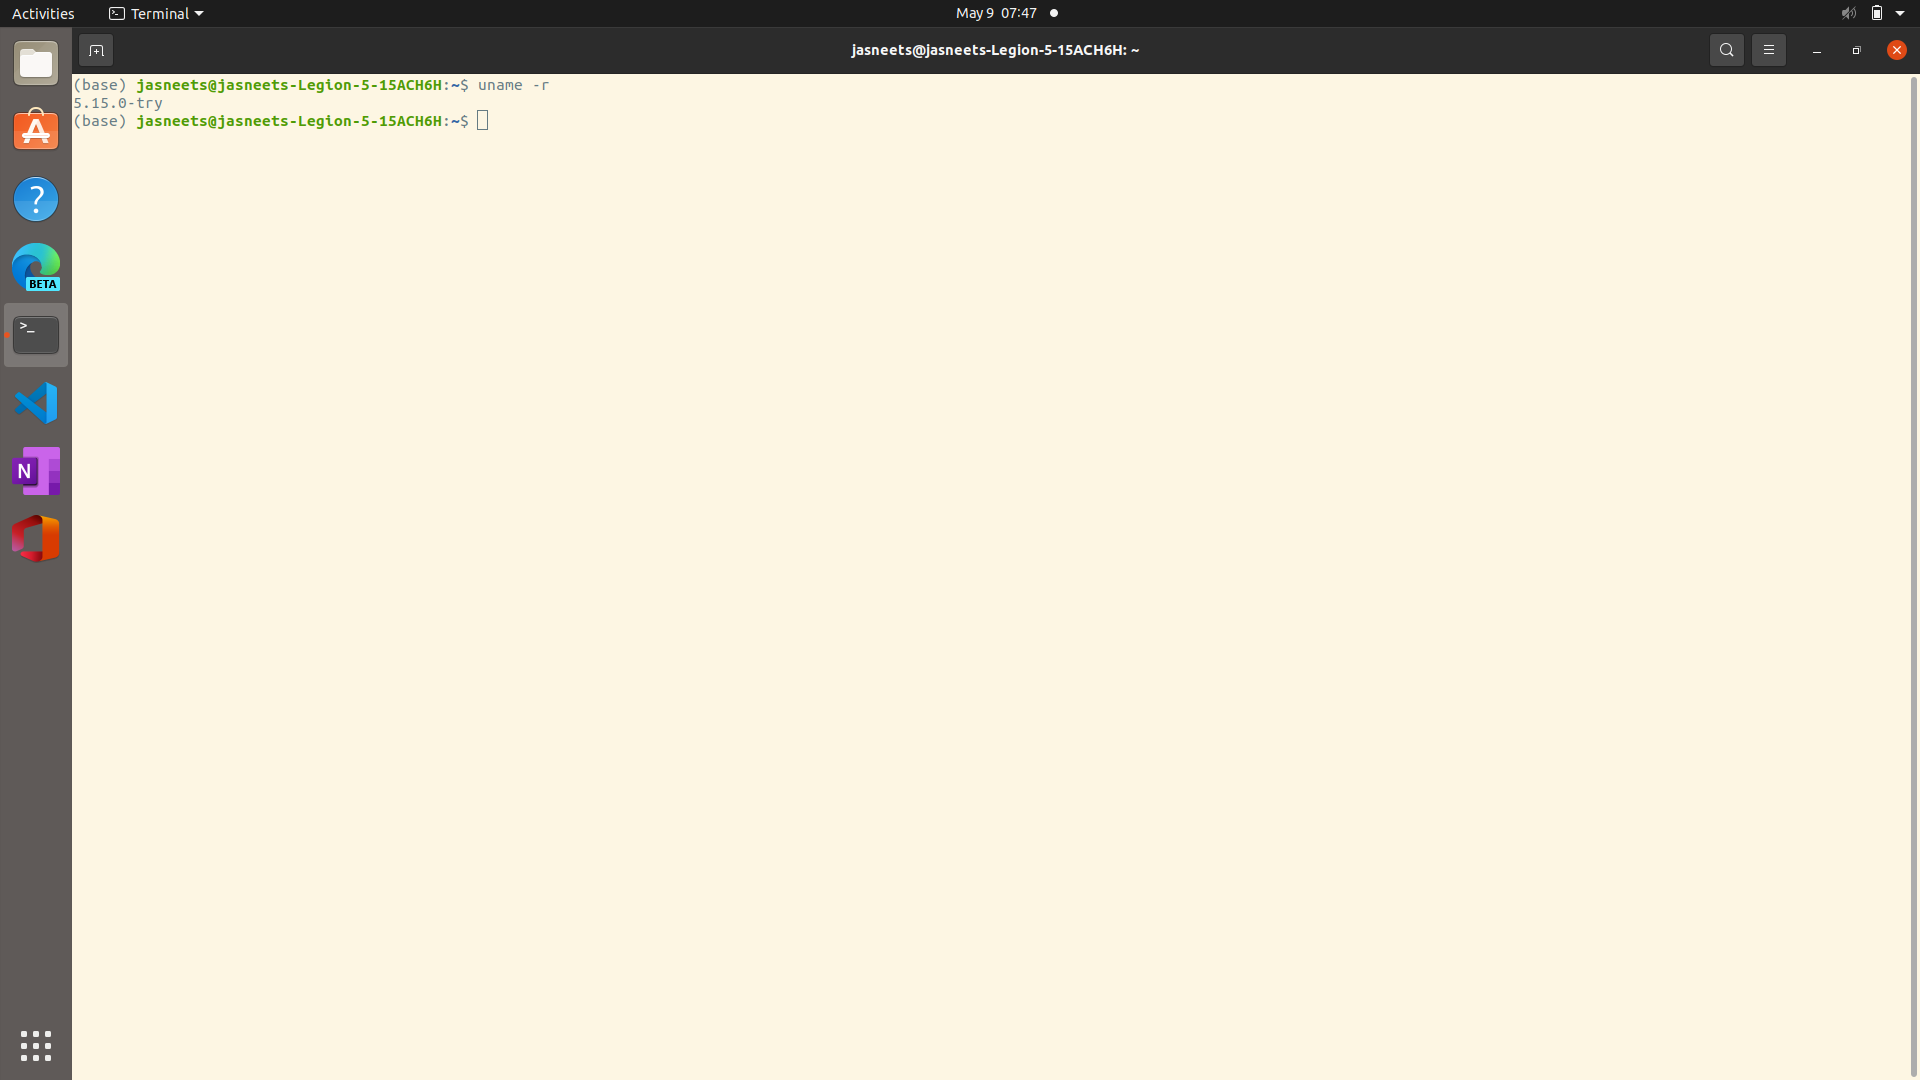 Activities Terminal May 9 07:47
jasneets@jasneets-Legion-5-15ACH6H: ~
(base) jasneets@jasneets-Legion-5-15ACH6H:~$ uname -r
5.15.0-try
(base) jasneets@jasneets-Legion-5-15ACH6H:~$
A
?
BETA
>_
N